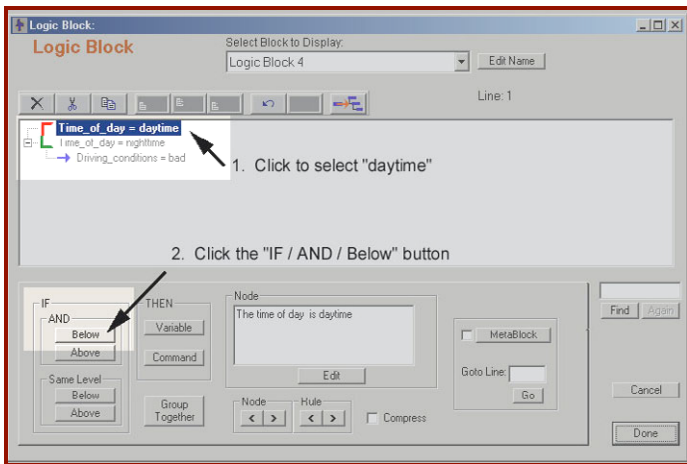 Logic Block:
Logic Block
Select Block to Display:
Logic Block 4
Edit Name
Line: 1
Time_of_day = daytime
Time_of_day = nighttime
Driving_conditions = bad
1. Click to select "daytime"
2. Click the "IF / AND / Below" button
IF
AND
Below
Above
Same Level
Below
Above
THEN
Variable
Command
Group
Together
Node
The time of day is daytime
Edit
Node
< >
Rule
< >
Compress
MetaBlock
Goto Line:
Go
Find Again
Cancel
Done